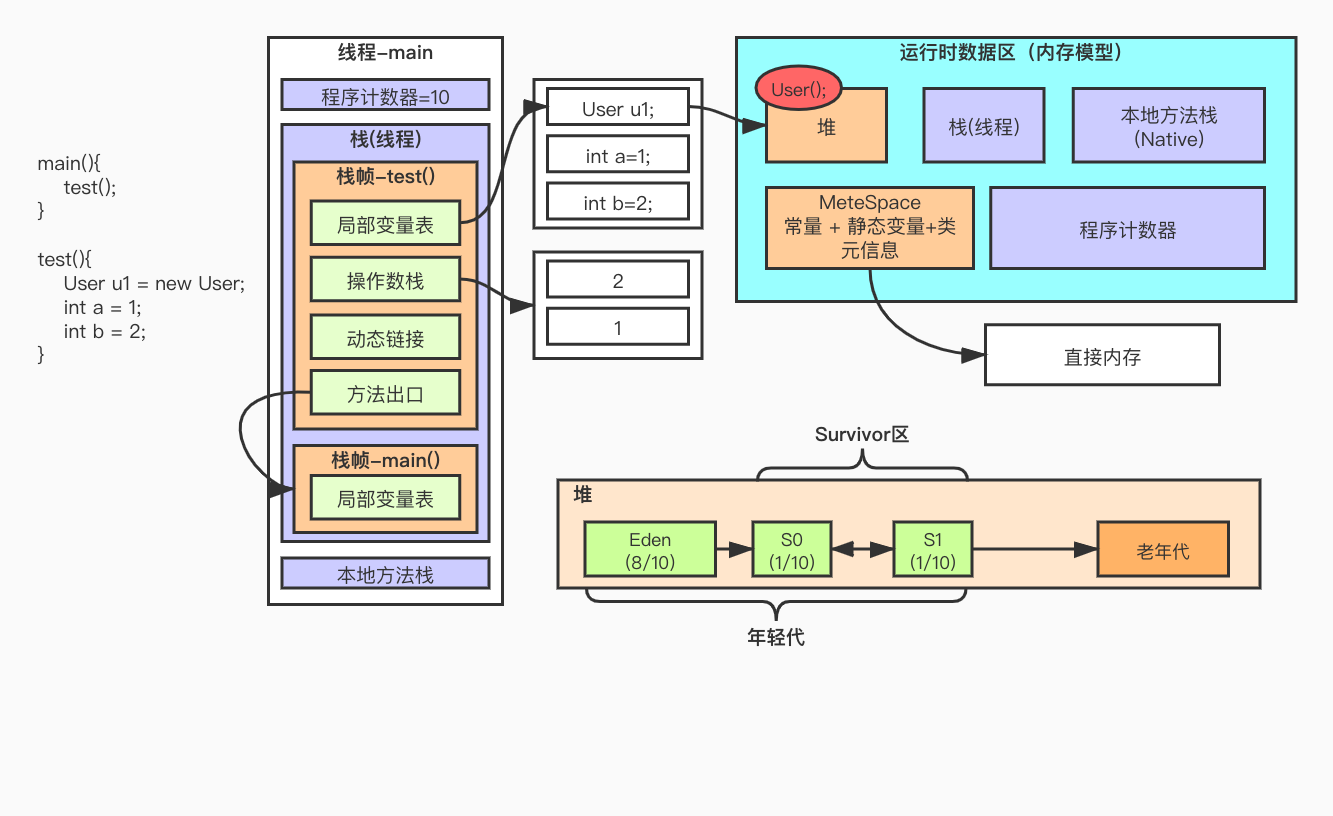 main(){
test();
}
test(){
User u1 = new User;
int a = 1;
int b = 2;
}
线程-main
程序计数器=10
栈(线程)
栈帧-test()
局部变量表
操作数栈
动态链接
方法出口
栈帧-main()
局部变量表
本地方法栈
User u1;
int a=1;
int b=2;
2
1
运行时数据区（内存模型）
User();
堆
栈(线程)
本地方法栈
(Native)
MeteSpace
常量 + 静态变量+类
元信息
程序计数器
直接内存
Survivor区
堆
Eden
(8/10)
S0
(1/10)
S1
(1/10)
老年代
年轻代